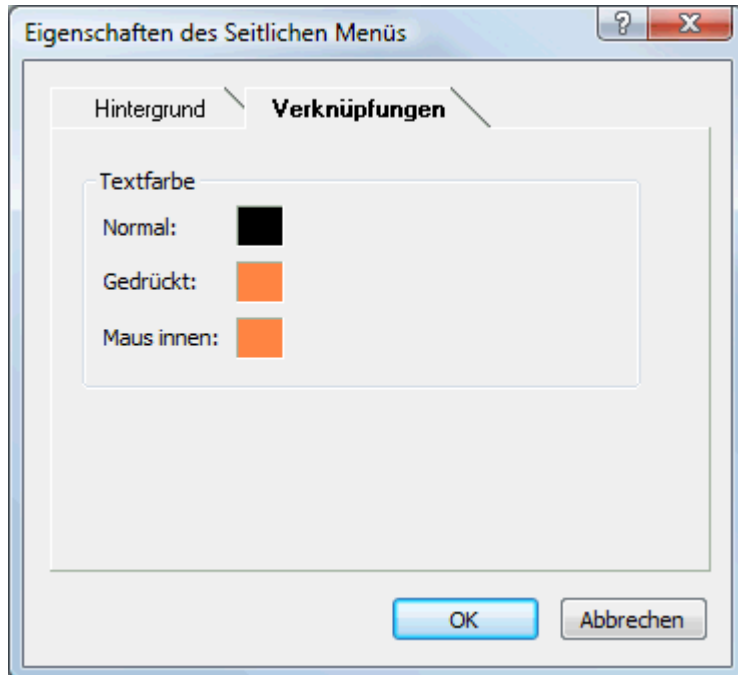 Eigenschaften des Seitlichen Menüs
?
X
Hintergrund Verknüpfungen
Textfarbe
Normal:
Gedrückt:
Maus innen:
OK Abbrechen